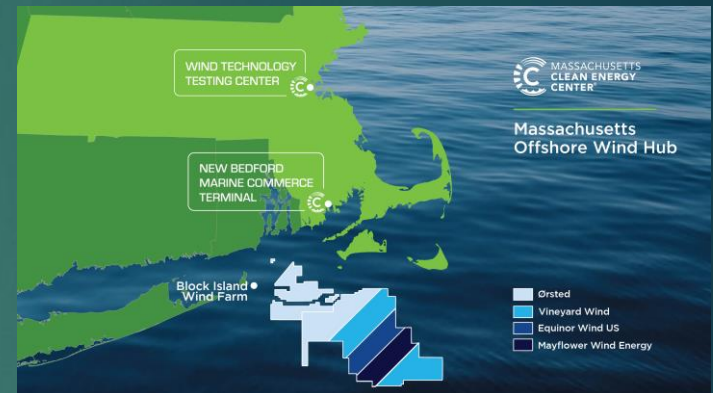 WIND TECHNOLOGY
TESTING CENTER
MASSACHUSETTS
CLEAN ENERGY
CENTER
Massachusetts
Offshore Wind Hub
NEW BEDFORD
MARINE COMMERCE
TERMINAL
Block Island
Wind Farm
Ørsted
Vineyard Wind
Equinor Wind US
Mayflower Wind Energy